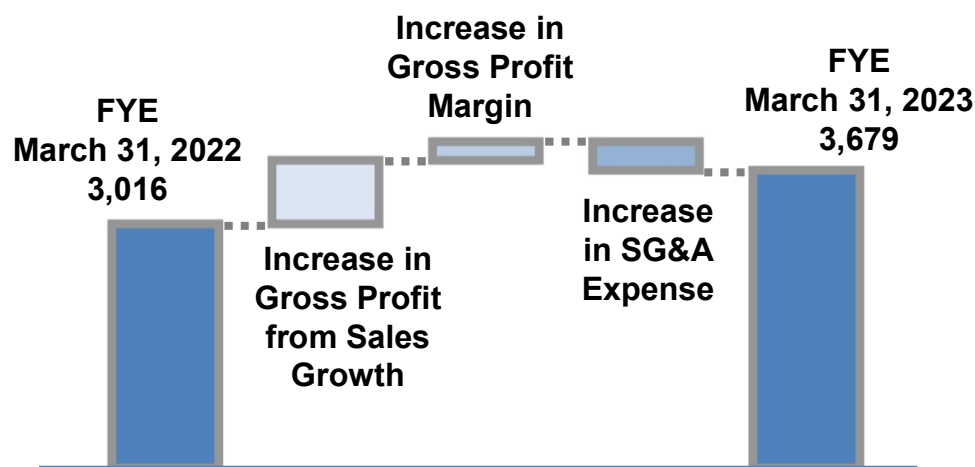 FYE
March 31, 2022
3,016
Increase in
Gross Profit
from Sales
Growth
Increase in
Gross Profit
Margin
Increase
in SG&A
Expense
FYE
March 31, 2023
3,679